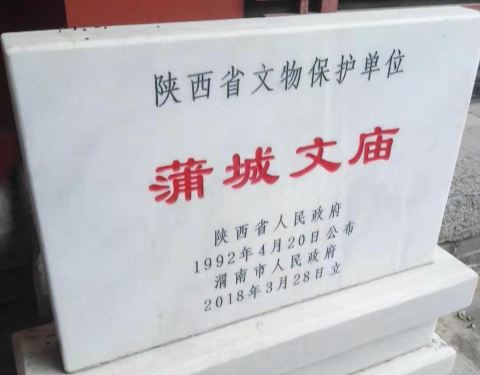 陕西省文物保护单位
蒲城文庙
陕西省人民政府
1992年4月20日公布
渭南市人民政府
2018年3月28日立